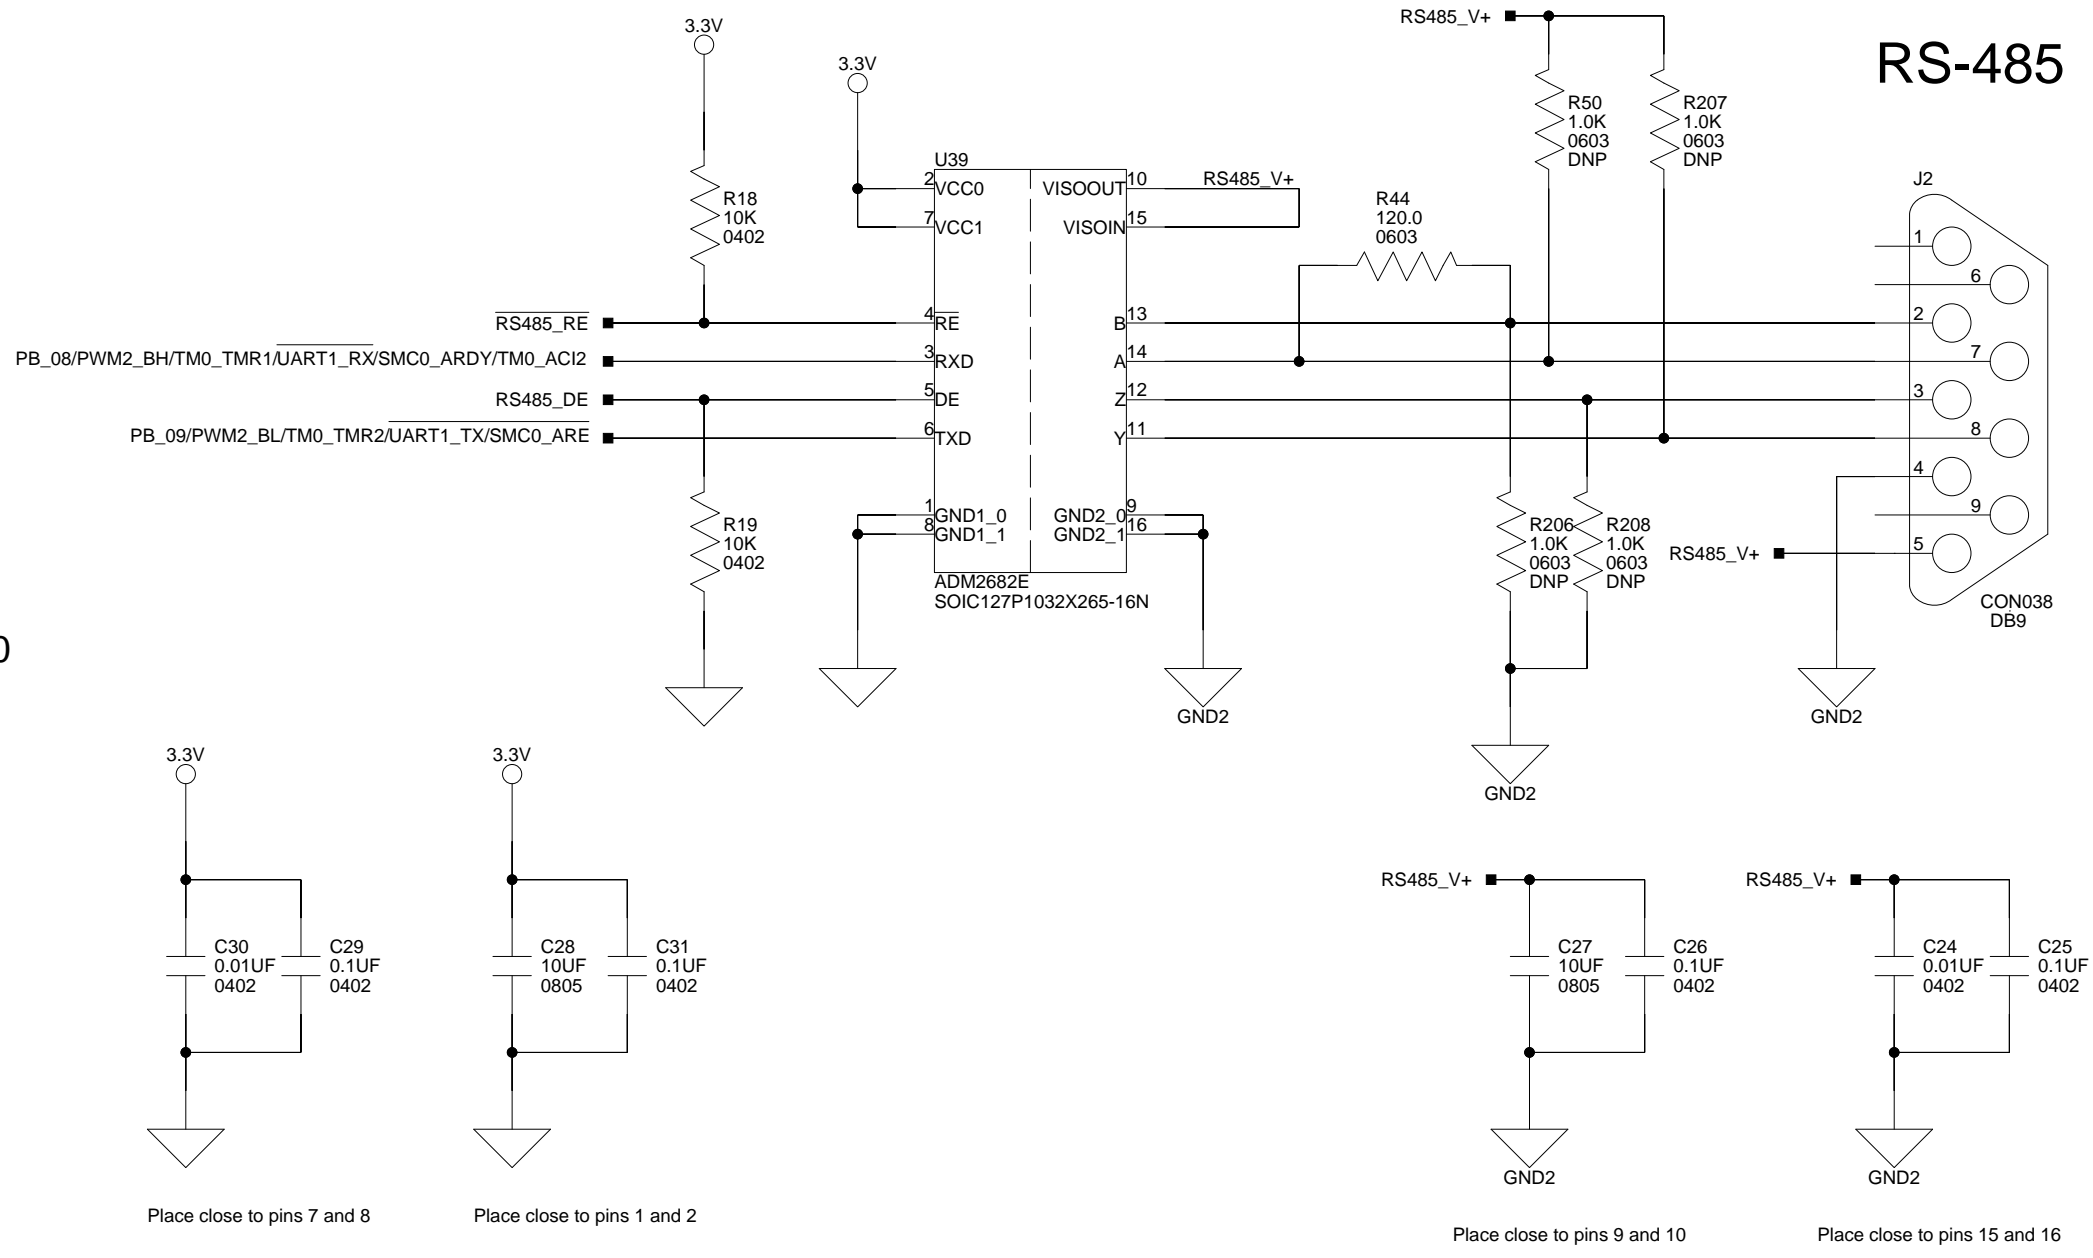 RS-485
3.3V
3.3V
RS485_V+
R50
1.0K
0603
DNP
R207
1.0K
0603
DNP
R18
10K
0402
U39
2
VCC0
7
VCC1
4
RE
3
RXD
5
DE
6
TXD
1
GND1_0
8
GND1_1
VISOOUT
10
VISOIN
15
B
13
A
14
Z
12
Y
11
GND2_0
9
GND2_1
16
ADM2682E
SOIC127P1032X265-16N
RS485_V+
R44
120.0
0603
RS485_RE
PB_08/PWM2_BH/TM0_TMR1/UART1_RX/SMC0_ARDY/TM0_ACI2
RS485_DE
PB_09/PWM2_BL/TM0_TMR2/UART1_TX/SMC0_ARE
R19
10K
0402
R206
1.0K
0603
DNP
R208
1.0K
0603
DNP
J2
1
6
2
7
3
8
4
9
5
RS485_V+
CON038
DB9
0
GND2
GND2
GND2
3.3V
C30
0.01UF
0402
C29
0.1UF
0402
Place close to pins 7 and 8
3.3V
C28
10UF
0805
C31
0.1UF
0402
Place close to pins 1 and 2
RS485_V+
C27
10UF
0805
C26
0.1UF
0402
GND2
Place close to pins 9 and 10
RS485_V+
C24
0.01UF
0402
C25
0.1UF
0402
GND2
Place close to pins 15 and 16